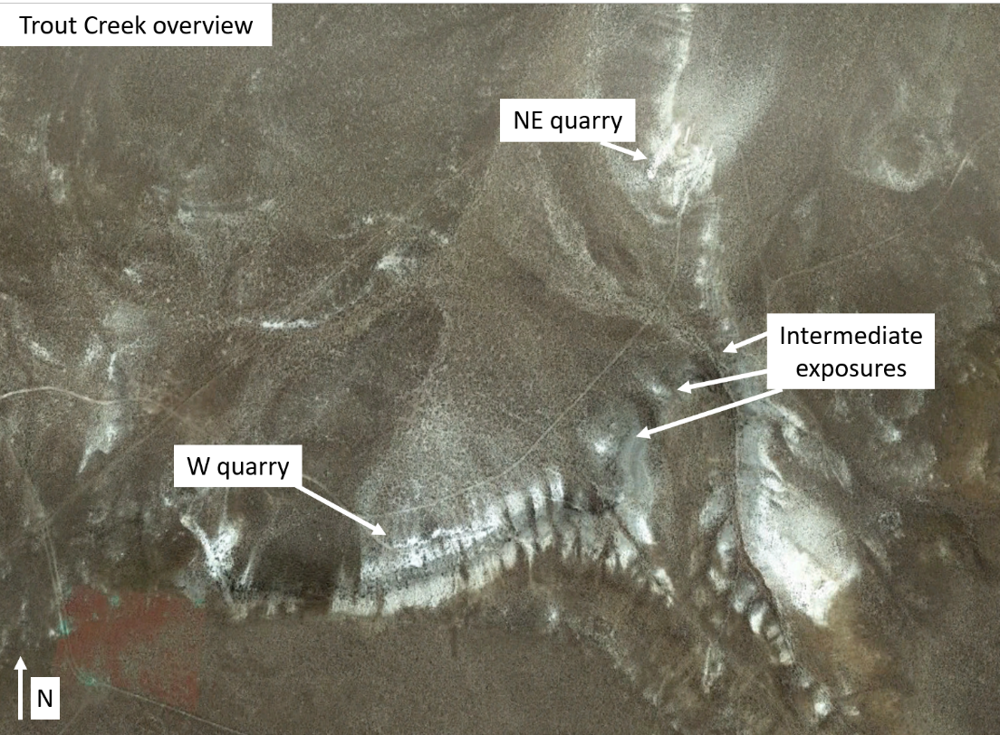 Trout Creek overview
NE quarry
Intermediate
exposures
W quarry
N